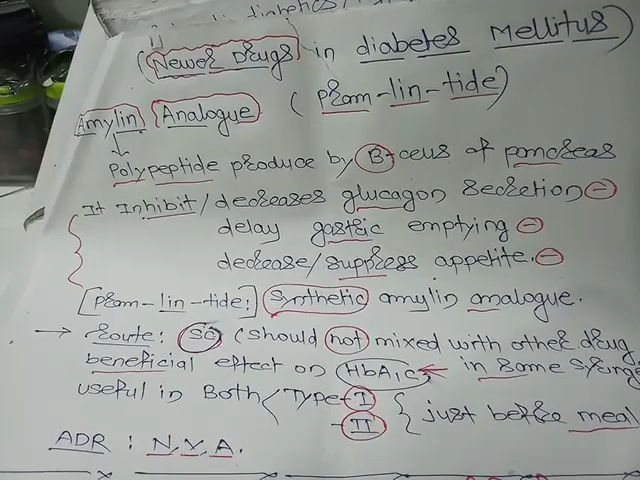 diabetes
(Newer Drugs in diabetes Mellitus)
Amylin Analogue (Pram-lin-tide)
Polypeptide produce by B-ceus of pancreas
It Inhibit/decreases glucagon secretion -
delay gastric emptying -
decrease/suppress appetite. -
[Pram-lin-tide:] Synthetic amylin analogue.
→ Route: SC (should not mixed with other drug
beneficial effect on HbA1C ← in same syringe
useful in Both < Type-I
-II { just before meal
ADR : N.V.A.